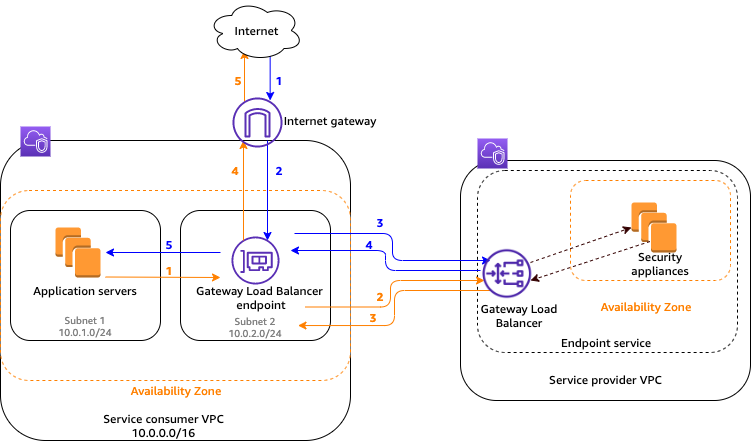 Internet
5
1
Internet gateway
4
2
3
4
5
1
2
3
Application servers
Subnet 1
10.0.1.0/24
Gateway Load Balancer
endpoint
Subnet 2
10.0.2.0/24
Availability Zone
Service consumer VPC
10.0.0.0/16
Security
appliances
Availability Zone
Gateway Load
Balancer
Endpoint service
Service provider VPC